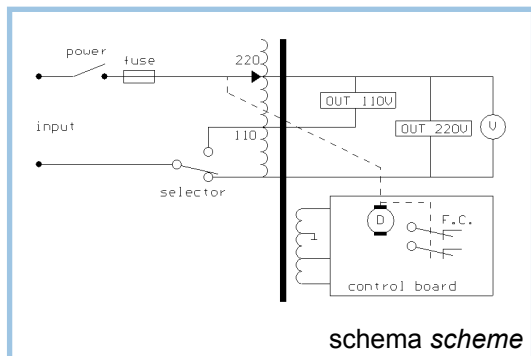 power
fuse
220
OUT 110V
input
110
OUT 220V
V
selector
D
F.C.
control board
schema scheme